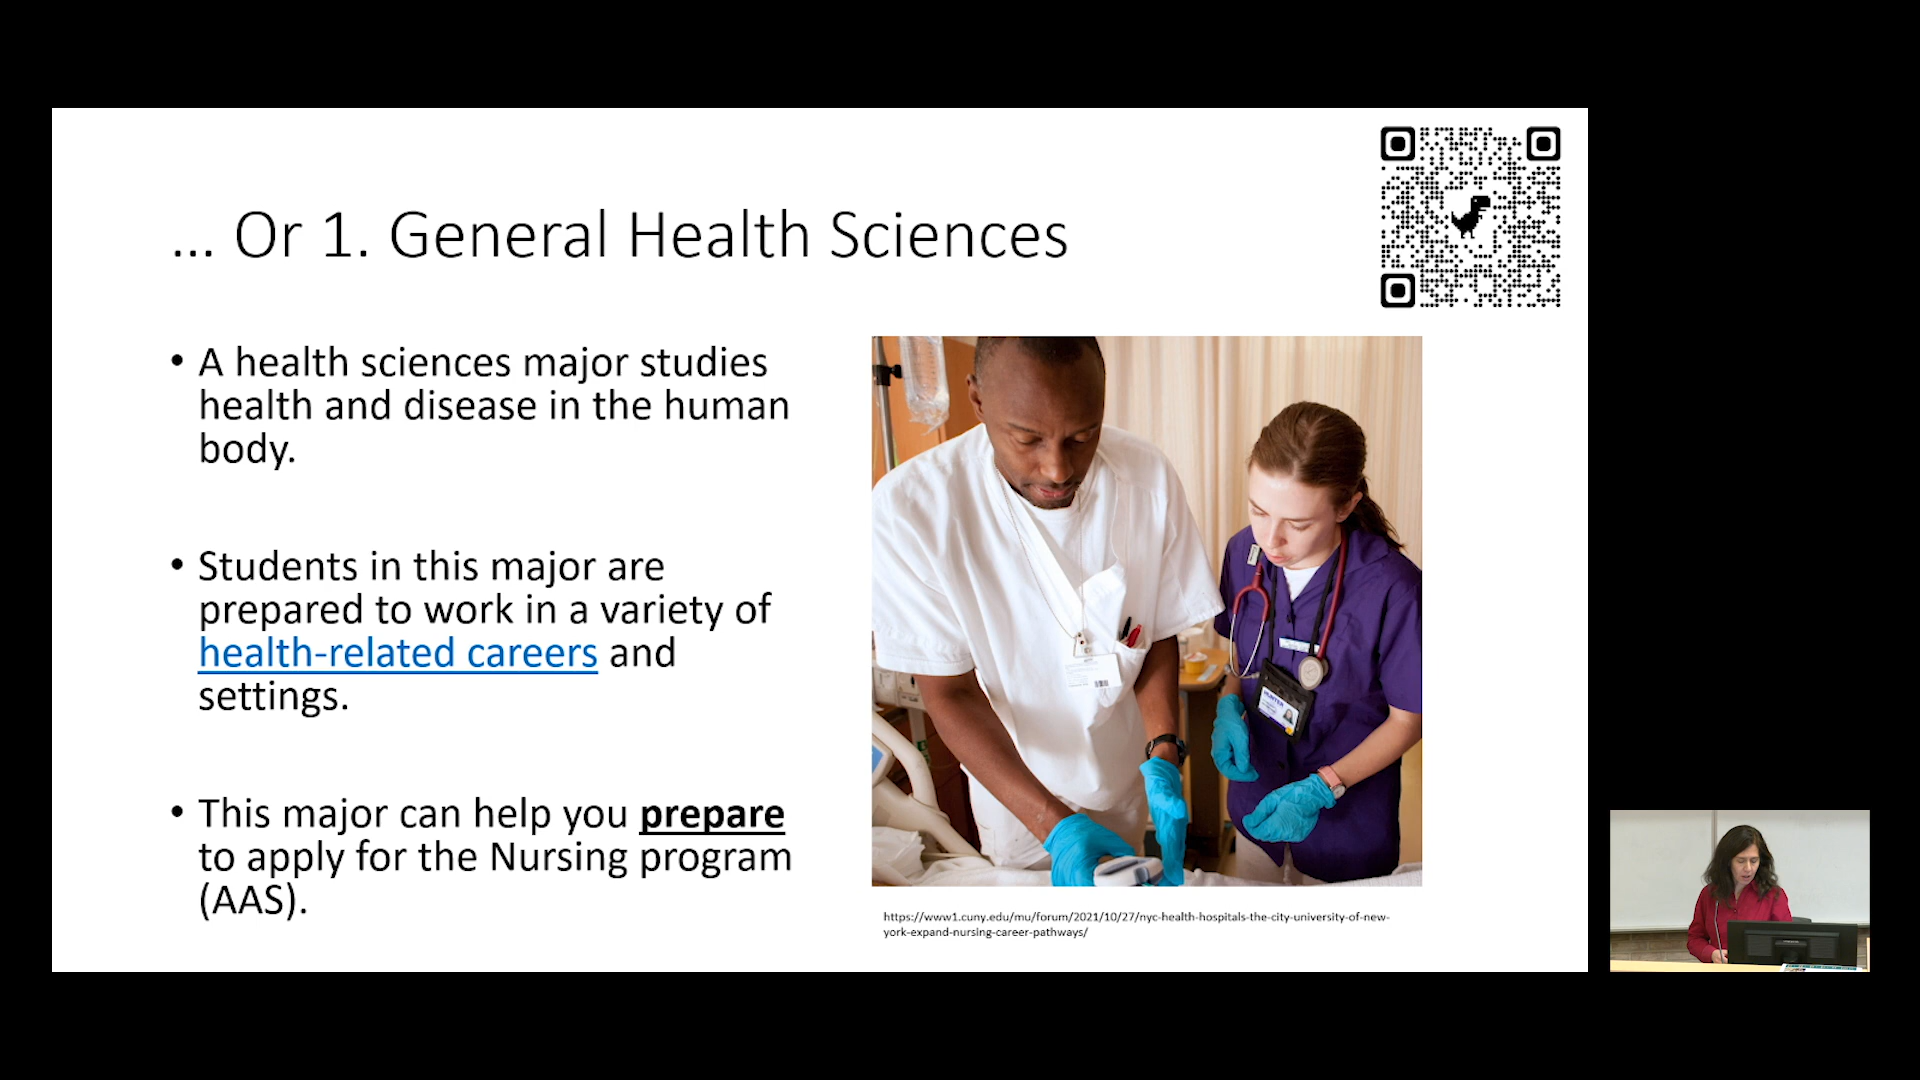 ... Or 1. General Health Sciences
• A health sciences major studies
health and disease in the human
body.
• Students in this major are
prepared to work in a variety of
health-related careers and
settings.
• This major can help you prepare
to apply for the Nursing program
(AAS).
HUNTER
https://www1.cuny.edu/mu/forum/2021/10/27/nyc-health-hospitals-the-city-university-of-new-
york-expand-nursing-career-pathways/